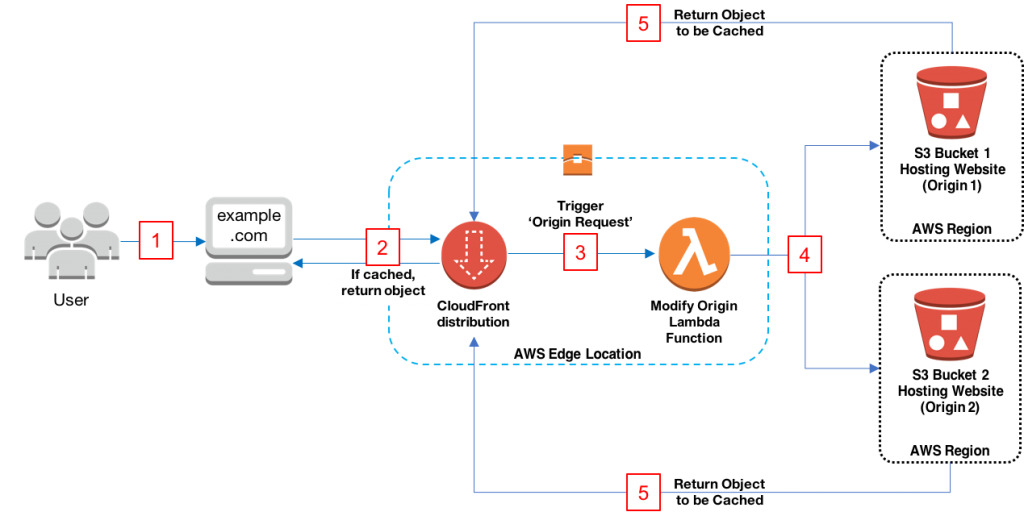 5
Return Object
to be Cached
S3 Bucket 1
Hosting Website
(Origin 1)
AWS Region
example
.com
1
User
2
If cached,
return object
CloudFront
distribution
Trigger
‘Origin Request’
3
Modify Origin
Lambda
Function
AWS Edge Location
4
S3 Bucket 2
Hosting Website
(Origin 2)
AWS Region
5
Return Object
to be Cached